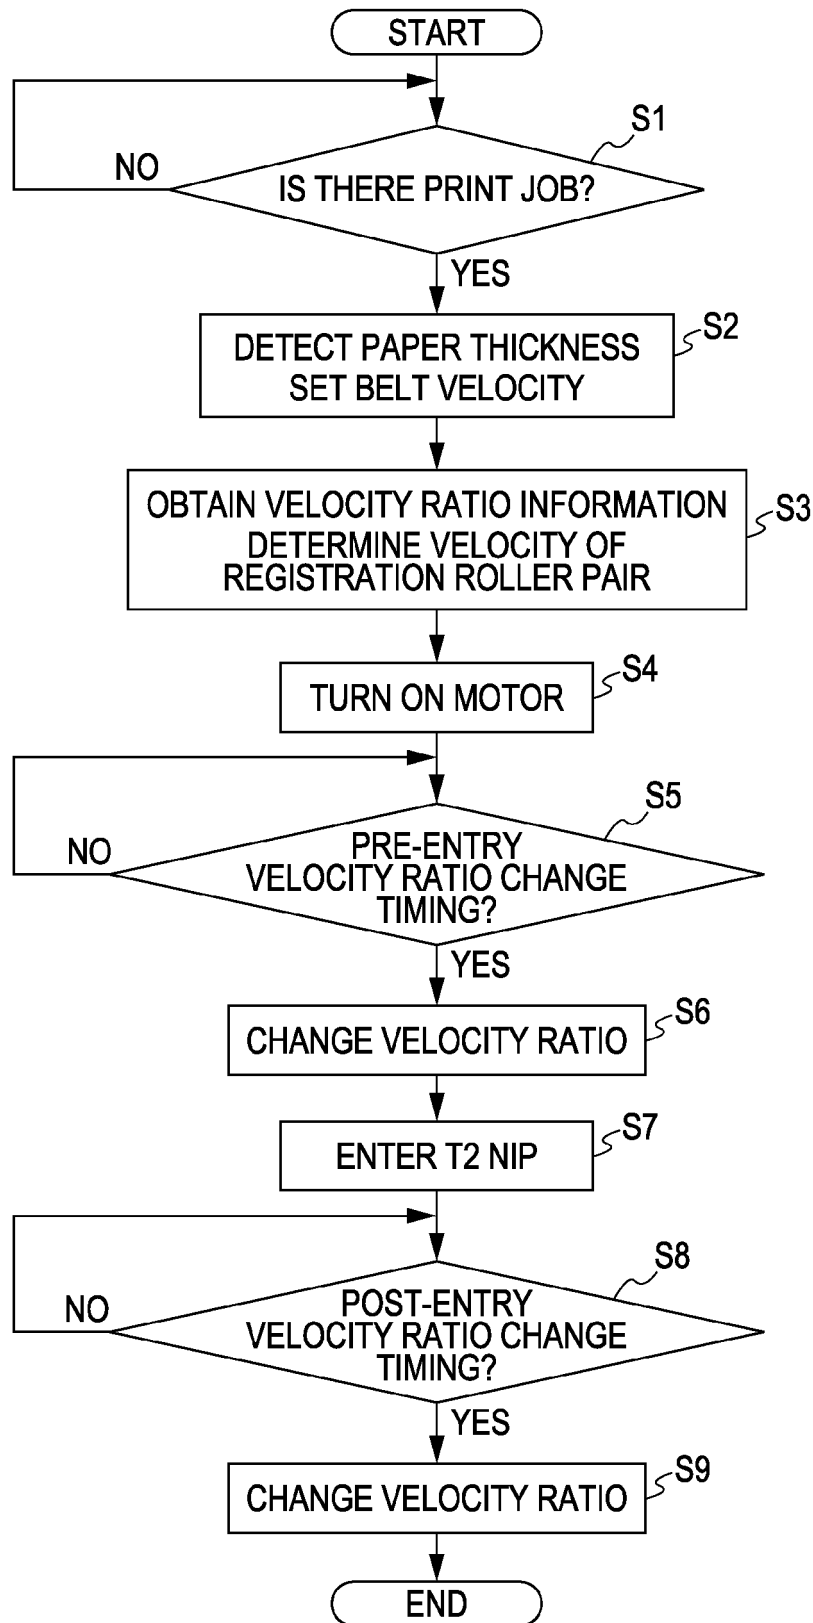 START
S1
NO
IS THERE PRINT JOB?
YES
S2
DETECT PAPER THICKNESS
SET BELT VELOCITY
S3
OBTAIN VELOCITY RATIO INFORMATION
DETERMINE VELOCITY OF
REGISTRATION ROLLER PAIR
S4
TURN ON MOTOR
S5
NO
PRE-ENTRY
VELOCITY RATIO CHANGE
TIMING?
YES
S6
CHANGE VELOCITY RATIO
S7
ENTER T2 NIP
S8
NO
POST-ENTRY
VELOCITY RATIO CHANGE
TIMING?
YES
S9
CHANGE VELOCITY RATIO
END